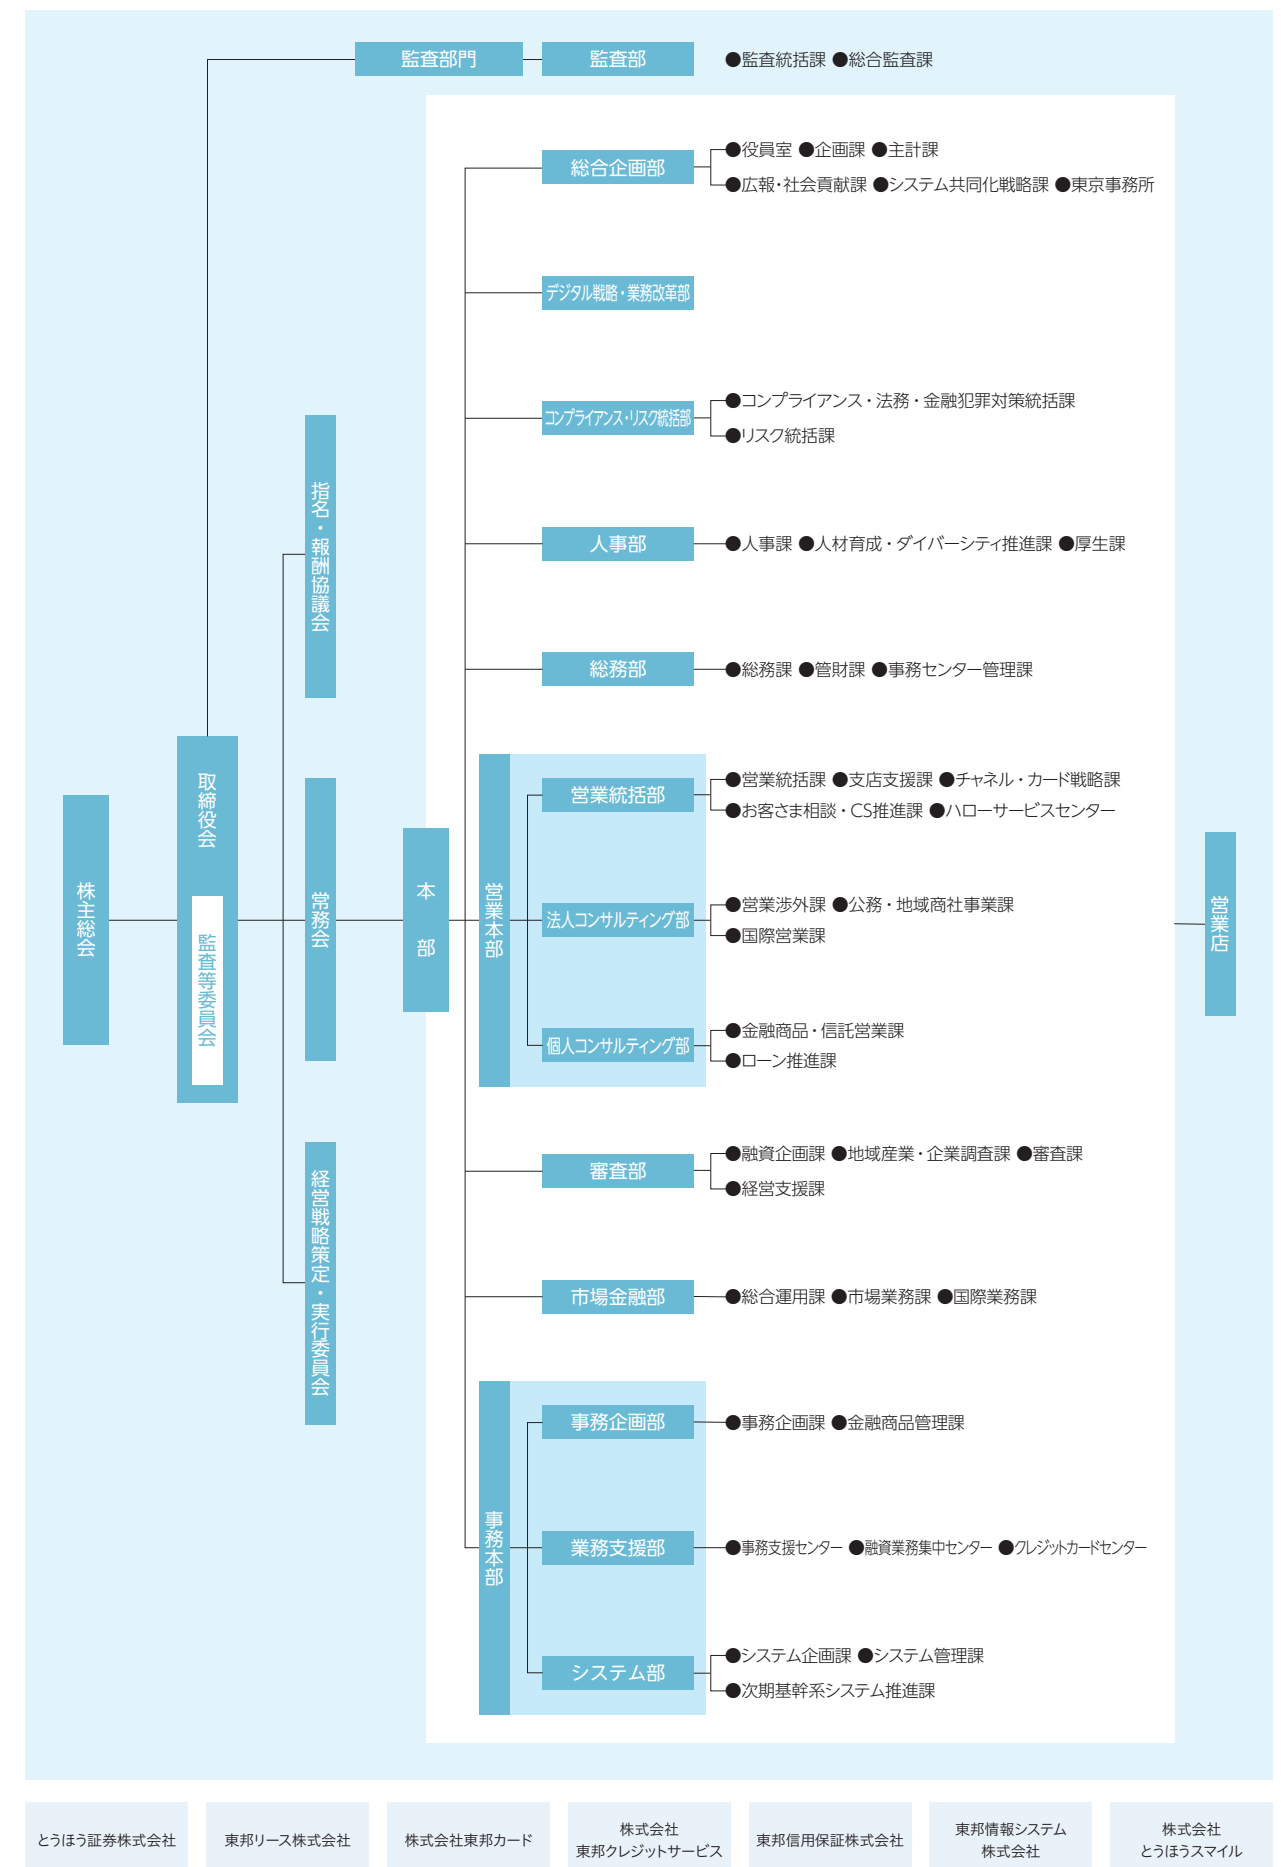 監査部門
監査部
●監査統括課 ●総合監査課
総合企画部
●役員室 ●企画課 ●主計課
●広報・社会貢献課 ●システム共同化戦略課 ●東京事務所
デジタル戦略・業務改革部
コンプライアンス・リスク統括部
●コンプライアンス・法務・金融犯罪対策統括課
●リスク統括課
人事部
●人事課 ●人材育成・ダイバーシティ推進課 ●厚生課
総務部
●総務課 ●管財課 ●事務センター管理課
株主総会
取締役会
監査等委員会
指名・報酬協議会
常務会
経営戦略策定・実行委員会
本部
営業本部
営業統括部
●営業統括課 ●支店支援課 ●チャネル・カード戦略課
●お客さま相談・CS推進課 ●ハローサービスセンター
法人コンサルティング部
●営業渉外課 ●公務・地域商社事業課
●国際営業課
個人コンサルティング部
●金融商品・信託営業課
●ローン推進課
営業店
審査部
●融資企画課 ●地域産業・企業調査課 ●審査課
●経営支援課
市場金融部
●総合運用課 ●市場業務課 ●国際業務課
事務本部
事務企画部
●事務企画課 ●金融商品管理課
業務支援部
●事務支援センター ●融資業務集中センター ●クレジットカードセンター
システム部
●システム企画課 ●システム管理課
●次期基幹系システム推進課
とうほう証券株式会社
東邦リース株式会社
株式会社東邦カード
株式会社
東邦クレジットサービス
東邦信用保証株式会社
東邦情報システム
株式会社
株式会社
とうほうスマイル